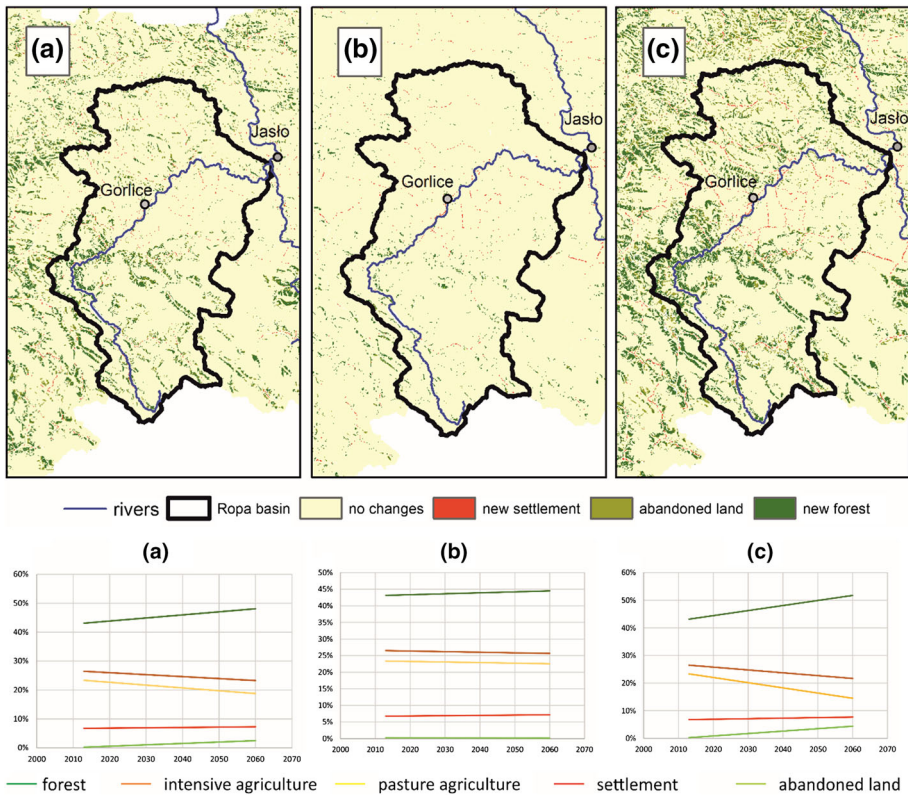 (a) (b) (c)
Jasło Jasło Jasło
Gorlice Gorlice Gorlice
rivers Ropa basin no changes new settlement abandoned land new forest
(a) (b) (c)
60% 50% 60%
45%
50% 50%
40%
40% 35% 40%
30%
30% 25% 30%
20% 20% 20%
15%
10% 10% 10%
5%
0% 0% 0%
2000 2010 2020 2030 2040 2050 2060 2070 2000 2010 2020 2030 2040 2050 2060 2070 2000 2010 2020 2030 2040 2050 2060 2070
forest intensive agriculture pasture agriculture settlement abandoned land